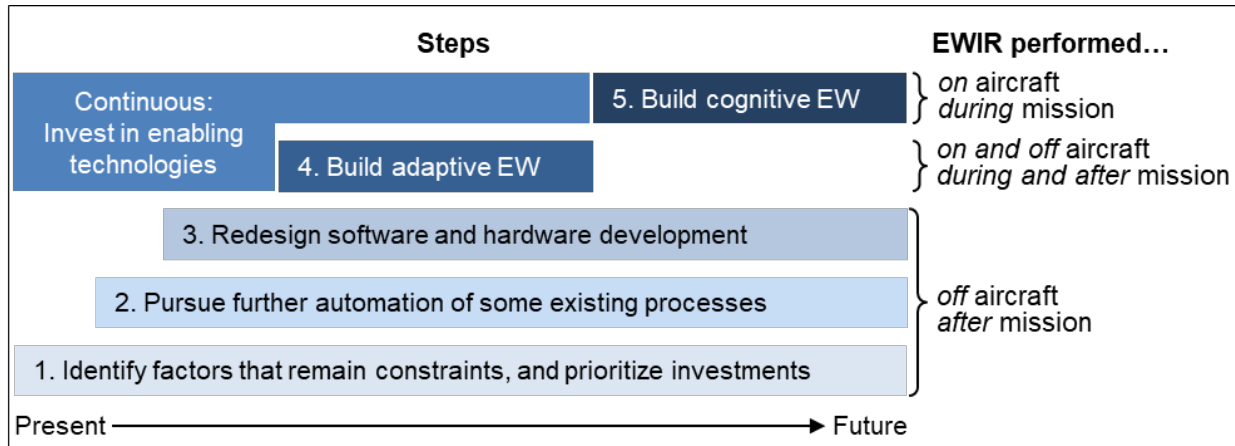 Steps
EWIR performed…
Continuous:
Invest in enabling
technologies
5. Build cognitive EW
on aircraft
during mission
4. Build adaptive EW
on and off aircraft
during and after mission
3. Redesign software and hardware development
2. Pursue further automation of some existing processes
off aircraft
after mission
1. Identify factors that remain constraints, and prioritize investments
Present
Future